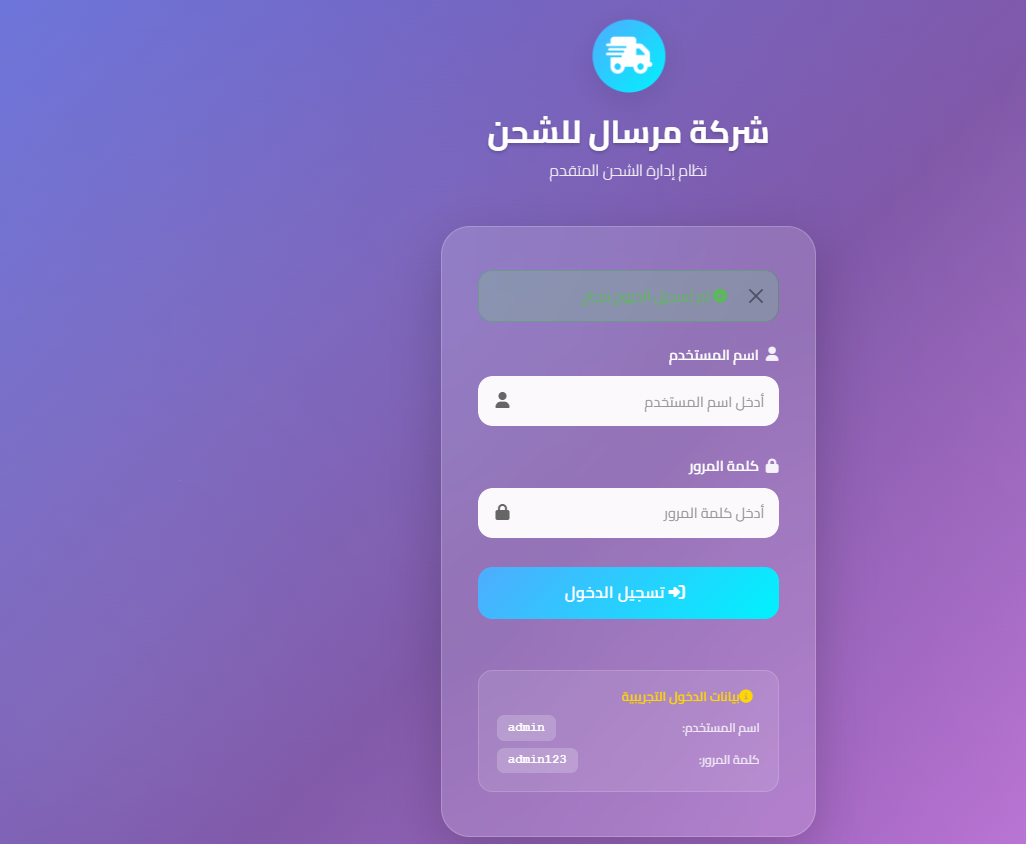 شركة مرسال للشحن
نظام إدارة الشحن المتقدم
تم تسجيل الخروج بنجاح
اسم المستخدم
أدخل اسم المستخدم
كلمة المرور
أدخل كلمة المرور
تسجيل الدخول
بيانات الدخول التجريبية
اسم المستخدم: admin
كلمة المرور: admin123